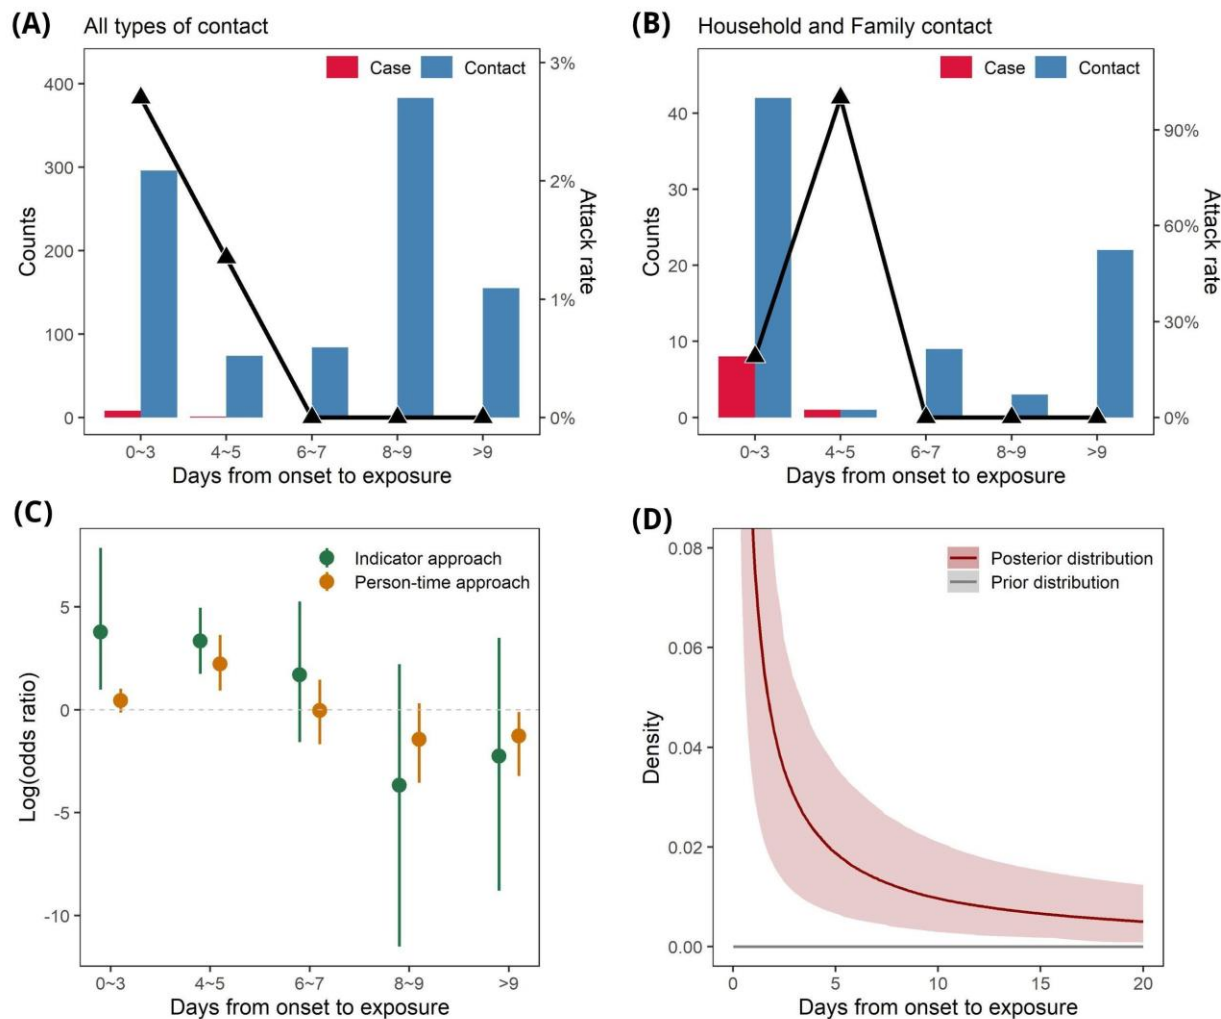 (A) All types of contact
Case Contact
Counts
400
300
200
100
0
3%
2%
1%
0%
Attack rate
0~3 4~5 6~7 8~9 >9
Days from onset to exposure
(B) Household and Family contact
Case Contact
Counts
40
30
20
10
0
90%
60%
30%
0%
Attack rate
0~3 4~5 6~7 8~9 >9
Days from onset to exposure
(C)
Indicator approach
Person-time approach
Log(odds ratio)
5
0
-5
-10
0~3 4~5 6~7 8~9 >9
Days from onset to exposure
(D)
Posterior distribution
Prior distribution
Density
0.08
0.06
0.04
0.02
0.00
0 5 10 15 20
Days from onset to exposure